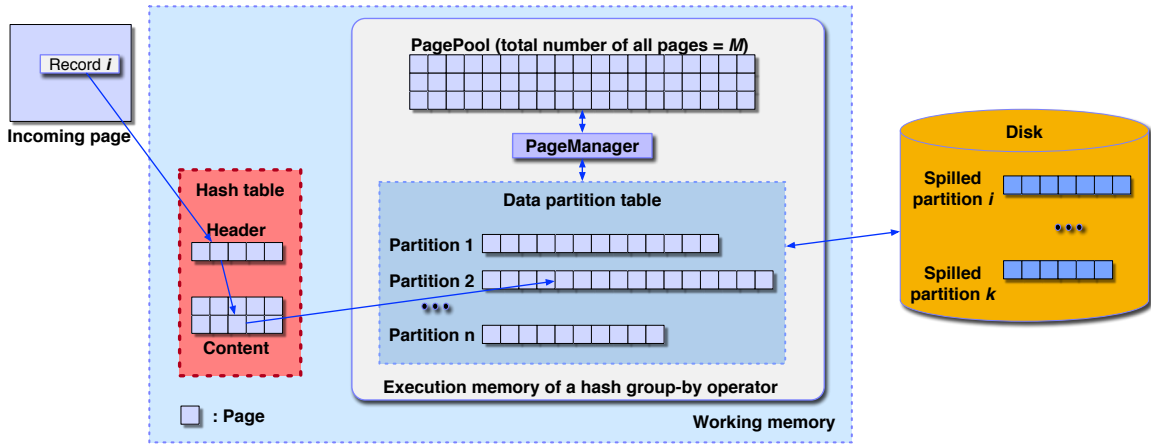 Record i
Incoming page
PagePool (total number of all pages = M)
PageManager
Hash table
Header
Content
Data partition table
Partition 1
Partition 2
•••
Partition n
Execution memory of a hash group-by operator
: Page
Working memory
Disk
Spilled
partition i
•••
Spilled
partition k